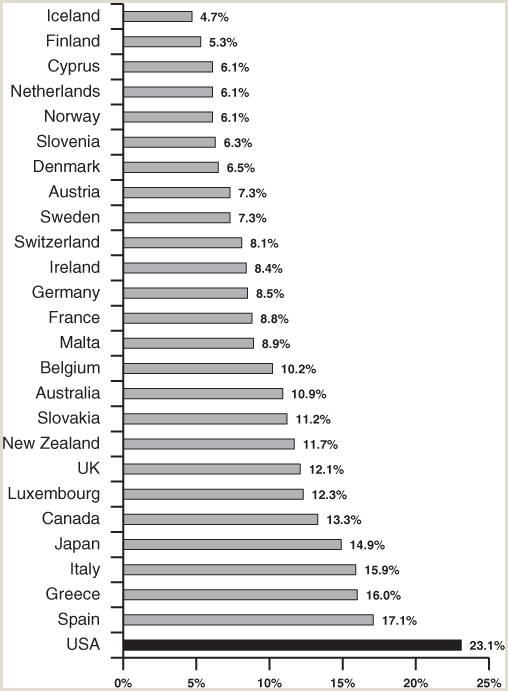 Iceland 4.7%
Finland 5.3%
Cyprus 6.1%
Netherlands 6.1%
Norway 6.1%
Slovenia 6.3%
Denmark 6.5%
Austria 7.3%
Sweden 7.3%
Switzerland 8.1%
Ireland 8.4%
Germany 8.5%
France 8.8%
Malta 8.9%
Belgium 10.2%
Australia 10.9%
Slovakia 11.2%
New Zealand 11.7%
UK 12.1%
Luxembourg 12.3%
Canada 13.3%
Japan 14.9%
Italy 15.9%
Greece 16.0%
Spain 17.1%
USA 23.1%
0% 5% 10% 15% 20% 25%